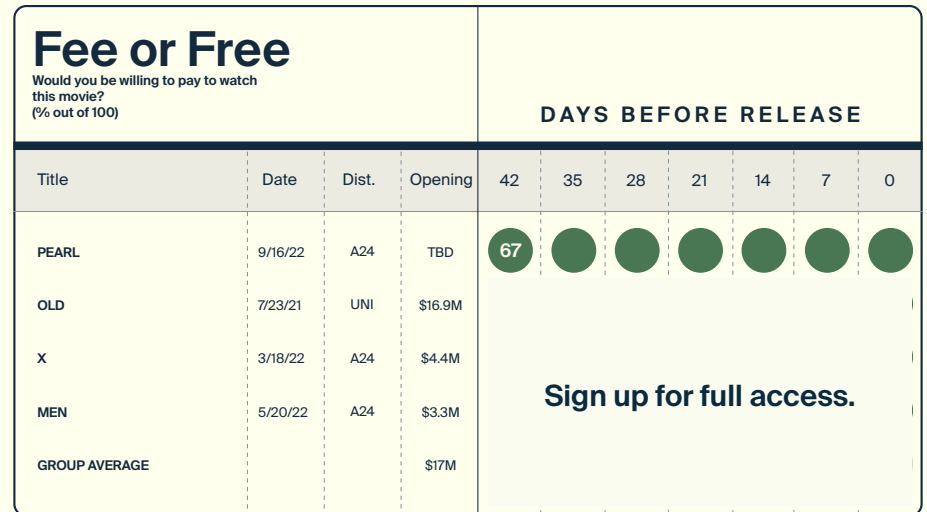 Fee or Free
Would you be willing to pay to watch
this movie?
(% out of 100)
DAYS BEFORE RELEASE
Title Date Dist. Opening 42 35 28 21 14 7 0
PEARL 9/16/22 A24 TBD 67
OLD 7/23/21 UNI $16.9M
X 3/18/22 A24 $4.4M
Sign up for full access.
MEN 5/20/22 A24 $3.3M
GROUP AVERAGE $17M